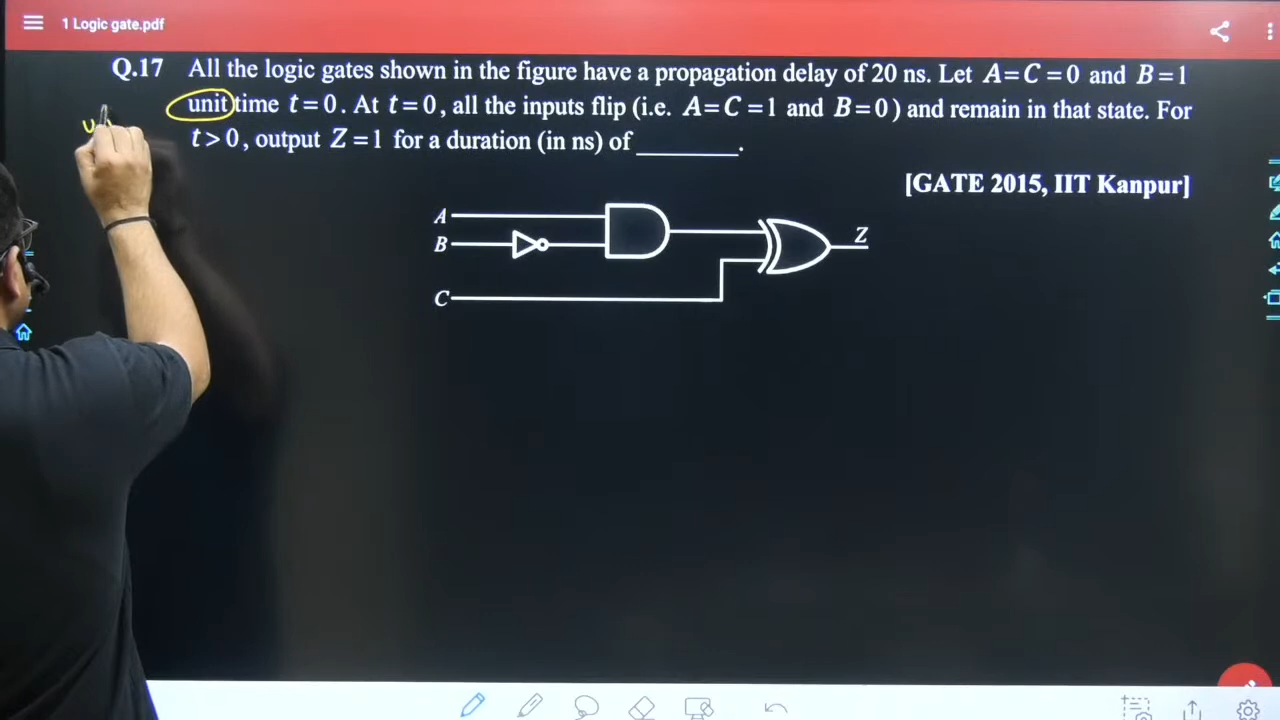 1 Logic gate.pdf
Q.17 All the logic gates shown in the figure have a propagation delay of 20 ns. Let A=C=0 and B=1
unit time t=0. At t=0, all the inputs flip (i.e. A=C=1 and B=0) and remain in that state. For
t>0, output Z=1 for a duration (in ns) of ________.
[GATE 2015, IIT Kanpur]
A
B
Z
C